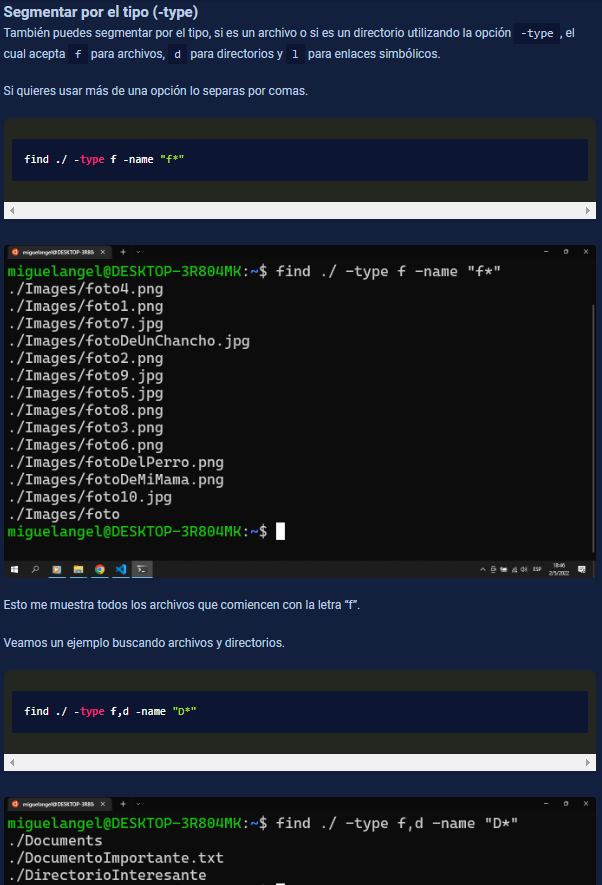 Segmentar por el tipo (-type)
También puedes segmentar por el tipo, si es un archivo o si es un directorio utilizando la opción -type , el
cual acepta f para archivos, d para directorios y l para enlaces simbólicos.
Si quieres usar más de una opción lo separas por comas.
find ./ -type f -name "f*"
miguelangel@DESKTOP-3R80
miguelangel@DESKTOP-3R804MK:~$ find ./ -type f -name "f*"
./Images/foto4.png
./Images/foto1.png
./Images/foto7.jpg
./Images/fotoDeUnChancho.jpg
./Images/foto2.png
./Images/foto9.jpg
./Images/foto5.jpg
./Images/foto8.png
./Images/foto3.png
./Images/foto6.png
./Images/fotoDelPerro.png
./Images/fotoDeMiMama.png
./Images/foto10.jpg
./Images/foto
miguelangel@DESKTOP-3R804MK:~$
ESP
18:46
2/5/2022
Esto me muestra todos los archivos que comiencen con la letra “f”.
Veamos un ejemplo buscando archivos y directorios.
find ./ -type f,d -name "D*"
miguelangel@DESKTOP-3R80
miguelangel@DESKTOP-3R804MK:~$ find ./ -type f,d -name "D*"
./Documents
./DocumentoImportante.txt
./DirectorioInteresante